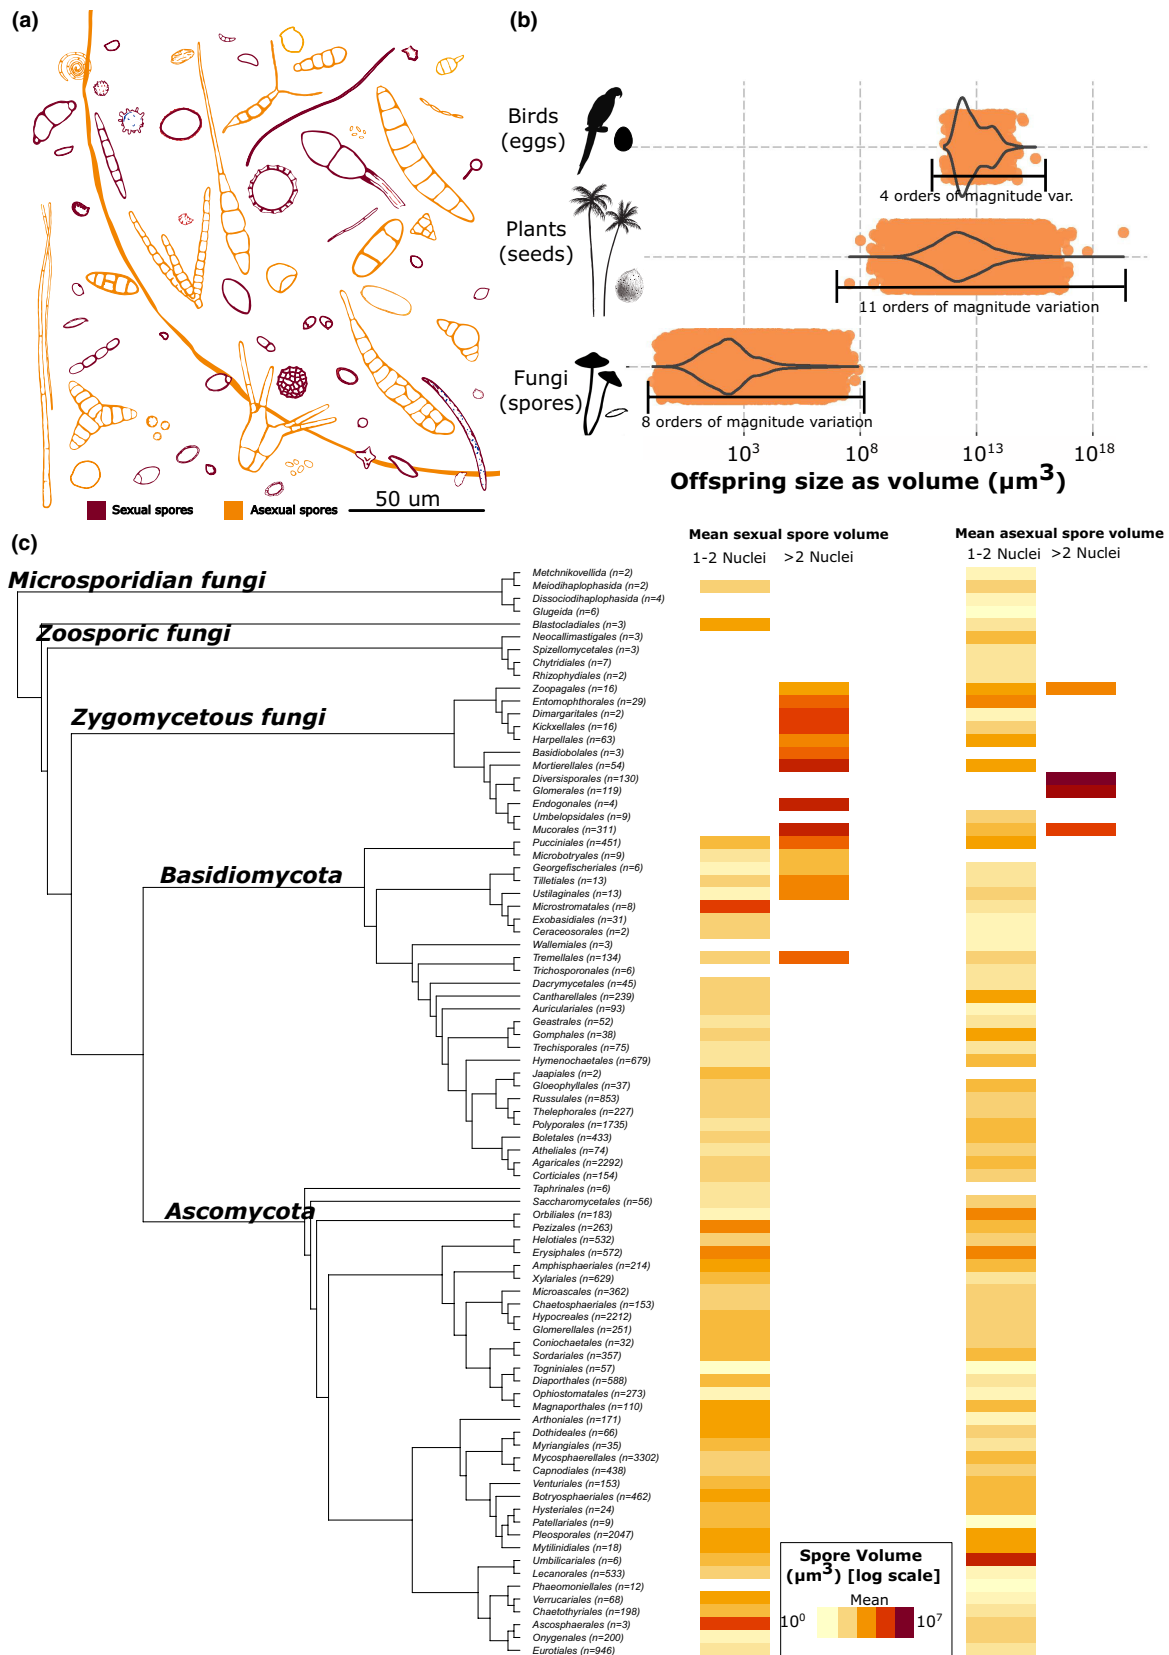 (a)
Sexual spores
Asexual spores
50 um
(b)
Birds
(eggs)
4 orders of magnitude var.
Plants
(seeds)
11 orders of magnitude variation
Fungi
(spores)
8 orders of magnitude variation
10³ 10⁸ 10¹³ 10¹⁸
Offspring size as volume (µm³)
(c)
Mean sexual spore volume
1-2 Nuclei >2 Nuclei
Mean asexual spore volume
1-2 Nuclei >2 Nuclei
Microsporidian fungi
Zoosporic fungi
Zygomycetous fungi
Basidiomycota
Ascomycota
Metchnikovellida (n=2)
Meiodihaplophasida (n=2)
Dissociodihaplophasida (n=4)
Glugeida (n=6)
Blastocladiales (n=3)
Neocallimastigales (n=3)
Spizellomycetales (n=3)
Chytridiales (n=7)
Rhizophydiales (n=2)
Zoopagales (n=16)
Entomophthorales (n=29)
Dimargaritales (n=2)
Kickxellales (n=16)
Harpellales (n=63)
Basidiobolales (n=3)
Mortierellales (n=54)
Diversisporales (n=130)
Glomerales (n=119)
Endogonales (n=4)
Umbelopsidales (n=9)
Mucorales (n=311)
Pucciniales (n=451)
Microbotryales (n=9)
Georgefischeriales (n=6)
Tilletiales (n=13)
Ustilaginales (n=13)
Microstromatales (n=8)
Exobasidiales (n=31)
Ceraceosorales (n=2)
Wallemiales (n=3)
Tremellales (n=134)
Trichosporonales (n=6)
Dacrymycetales (n=45)
Cantharellales (n=239)
Auriculariales (n=93)
Geastrales (n=52)
Gomphales (n=38)
Trechisporales (n=75)
Hymenochaetales (n=679)
Jaapiales (n=2)
Gloeophyllales (n=37)
Russulales (n=853)
Thelephorales (n=227)
Polyporales (n=1735)
Boletales (n=433)
Atheliales (n=74)
Agaricales (n=2292)
Corticiales (n=154)
Taphrinales (n=6)
Saccharomycetales (n=56)
Orbiliales (n=183)
Pezizales (n=263)
Helotiales (n=532)
Erysiphales (n=572)
Amphisphaeriales (n=214)
Xylariales (n=629)
Microascales (n=362)
Chaetosphaeriales (n=153)
Hypocreales (n=2212)
Glomerellales (n=251)
Coniochaetales (n=32)
Sordariales (n=357)
Togniniales (n=57)
Diaporthales (n=588)
Ophiostomatales (n=273)
Magnaporthales (n=110)
Arthoniales (n=171)
Dothideales (n=66)
Myriangiales (n=35)
Mycosphaerellales (n=3302)
Capnodiales (n=438)
Venturiales (n=153)
Botryosphaeriales (n=462)
Hysteriales (n=24)
Patellariales (n=9)
Pleosporales (n=2047)
Mytilinidiales (n=18)
Umbilicariales (n=6)
Lecanorales (n=533)
Phaeomoniellales (n=12)
Verrucariales (n=68)
Chaetothyriales (n=198)
Ascosphaerales (n=3)
Onygenales (n=200)
Eurotiales (n=946)
Spore Volume
(µm³) [log scale]
Mean
10⁰ 10⁷